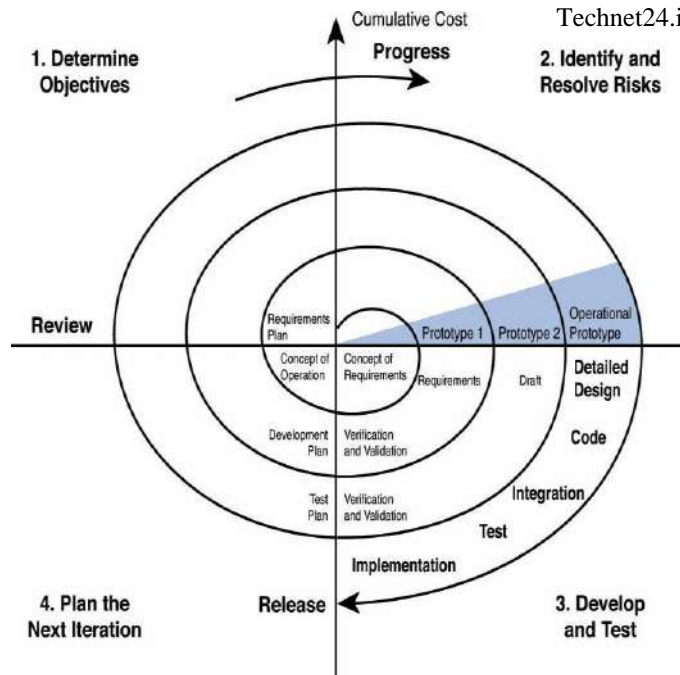 Technet24.i
Cumulative Cost
Progress
1. Determine
Objectives
2. Identify and
Resolve Risks
Review
Requirements
Plan
Prototype 1
Prototype 2
Operational
Prototype
Concept of
Operation
Concept of
Requirements
Requirements
Draft
Detailed
Design
Code
Development
Plan
Verification
and Validation
Integration
Test
Plan
Verification
and Validation
Test
Implementation
4. Plan the
Next Iteration
Release
3. Develop
and Test